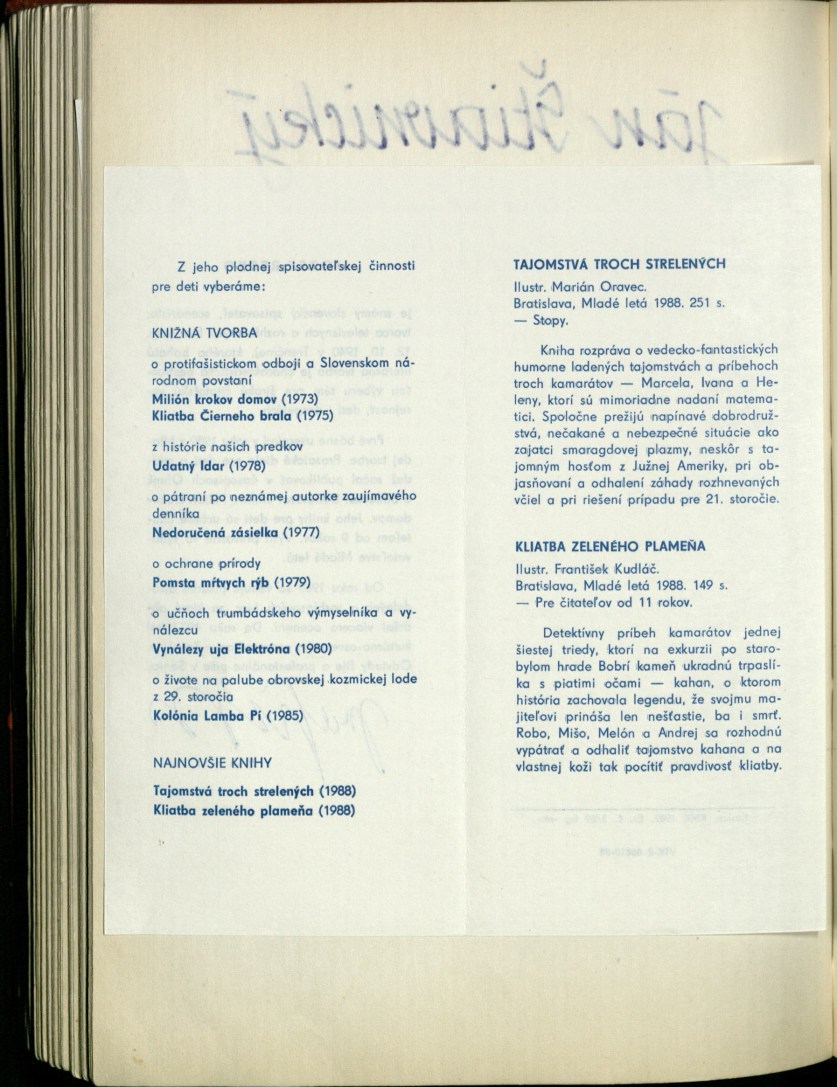 Ján Štiavnický
Z jeho plodnej spisovateľskej činnosti
pre deti vyberáme:
KNIŽNÁ TVORBA
o protifašistickom odboji a Slovenskom ná-
rodnom povstaní
Milión krokov domov (1973)
Kliatba Čierneho brala (1975)
z histórie našich predkov
Udatný Idar (1978)
o pátraní po neznámej autorke zaujímavého
denníka
Nedoručená zásielka (1977)
o ochrane prírody
Pomsta mŕtvych rýb (1979)
o učňoch trumbádskeho výmyselníka a vy-
nálezcu
Vynálezy uja Elektróna (1980)
o živote na palube obrovskej kozmickej lode
z 29. storočia
Kolónia Lamba Pí (1985)
NAJNOVŠIE KNIHY
Tajomstvá troch strelených (1988)
Kliatba zeleného plameňa (1988)
TAJOMSTVÁ TROCH STRELENÝCH
Ilustr. Marián Oravec.
Bratislava, Mladé letá 1988. 251 s.
— Stopy.
Kniha rozpráva o vedecko-fantastických
humorne ladených tajomstvách a príbehoch
troch kamarátov — Marcela, Ivana a He-
leny, ktorí sú mimoriadne nadaní matema-
tici. Spoločne prežijú napínavé dobrodruž-
stvá, nečakané a nebezpečné situácie ako
zajatci smaragdovej plazmy, neskôr s ta-
jomným hosťom z Južnej Ameriky, pri ob-
jasňovaní a odhalení záhady rozhnevaných
včiel a pri riešení prípadu pre 21. storočie.
KLIATBA ZELENÉHO PLAMEŇA
Ilustr. František Kudláč.
Bratislava, Mladé letá 1988. 149 s.
— Pre čitateľov od 11 rokov.
Detektívny príbeh kamarátov jednej
šiestej triedy, ktorí na exkurzii po staro-
bylom hrade Bobrí kameň ukradnú trpaslí-
ka s piatimi očami — kahan, o ktorom
história zachovala legendu, že svojmu ma-
jiteľovi prináša len nešťastie, ba i smrť.
Robo, Mišo, Melón a Andrej sa rozhodnú
vypátrať a odhaliť tajomstvo kahana a na
vlastnej koži tak pocítiť pravdivosť kliatby.